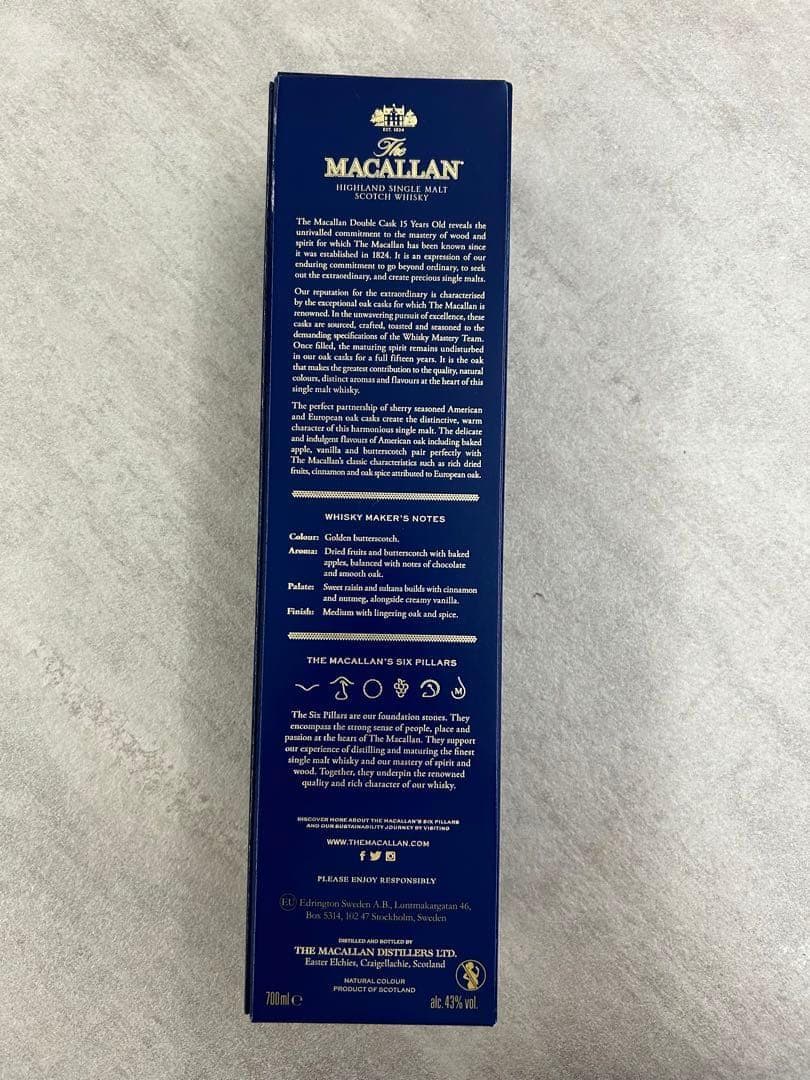 EST. 1824
The
MACALLAN
HIGHLAND SINGLE MALT
SCOTCH WHISKY
The Macallan Double Cask 15 Years Old reveals the
unrivalled commitment to the mastery of wood and
spirit for which The Macallan has been known since
it was established in 1824. It is an expression of our
enduring commitment to go beyond ordinary, to seek
out the extraordinary, and create precious single malts.
Our reputation for the extraordinary is characterised
by the exceptional oak casks for which The Macallan is
renowned. In the unwavering pursuit of excellence, these
casks are sourced, crafted, toasted and seasoned to the
demanding specifications of the Whisky Mastery Team.
Once filled, the maturing spirit remains undisturbed
in our oak casks for a full fifteen years. It is the oak
that makes the greatest contribution to the quality, natural
colours, distinct aromas and flavours at the heart of this
single malt whisky.
The perfect partnership of sherry seasoned American
and European oak casks create the distinctive, warm
character of this harmonious single malt. The delicate
and indulgent flavours of American oak including baked
apple, vanilla and butterscotch pair perfectly with
The Macallan's classic characteristics such as rich dried
fruits, cinnamon and oak spice attributed to European oak.
WHISKY MAKER'S NOTES
Colour: Golden butterscotch.
Aroma: Dried fruits and butterscotch with baked
apples, balanced with notes of chocolate
and smooth oak.
Palate: Sweet raisin and sultana builds with cinnamon
and nutmeg, alongside creamy vanilla.
Finish: Medium with lingering oak and spice.
THE MACALLAN'S SIX PILLARS
M
The Six Pillars are our foundation stones. They
encompass the strong sense of people, place and
passion at the heart of The Macallan. They support
our experience of distilling and maturing the finest
single malt whisky and our mastery of spirit and
wood. Together, they underpin the renowned
quality and rich character of our whisky.
DISCOVER MORE ABOUT THE MACALLAN'S SIX PILLARS
AND OUR SUSTAINABILITY JOURNEY BY VISITING
WWW.THEMACALLAN.COM
PLEASE ENJOY RESPONSIBLY
EU Edrington Sweden A.B., Luntmakargatan 46,
Box 5314, 102 47 Stockholm, Sweden
DISTILLED AND BOTTLED BY
THE MACALLAN DISTILLERS LTD.
Easter Elchies, Craigellachie, Scotland
NATURAL COLOUR
PRODUCT OF SCOTLAND
700ml e
alc. 43% vol.